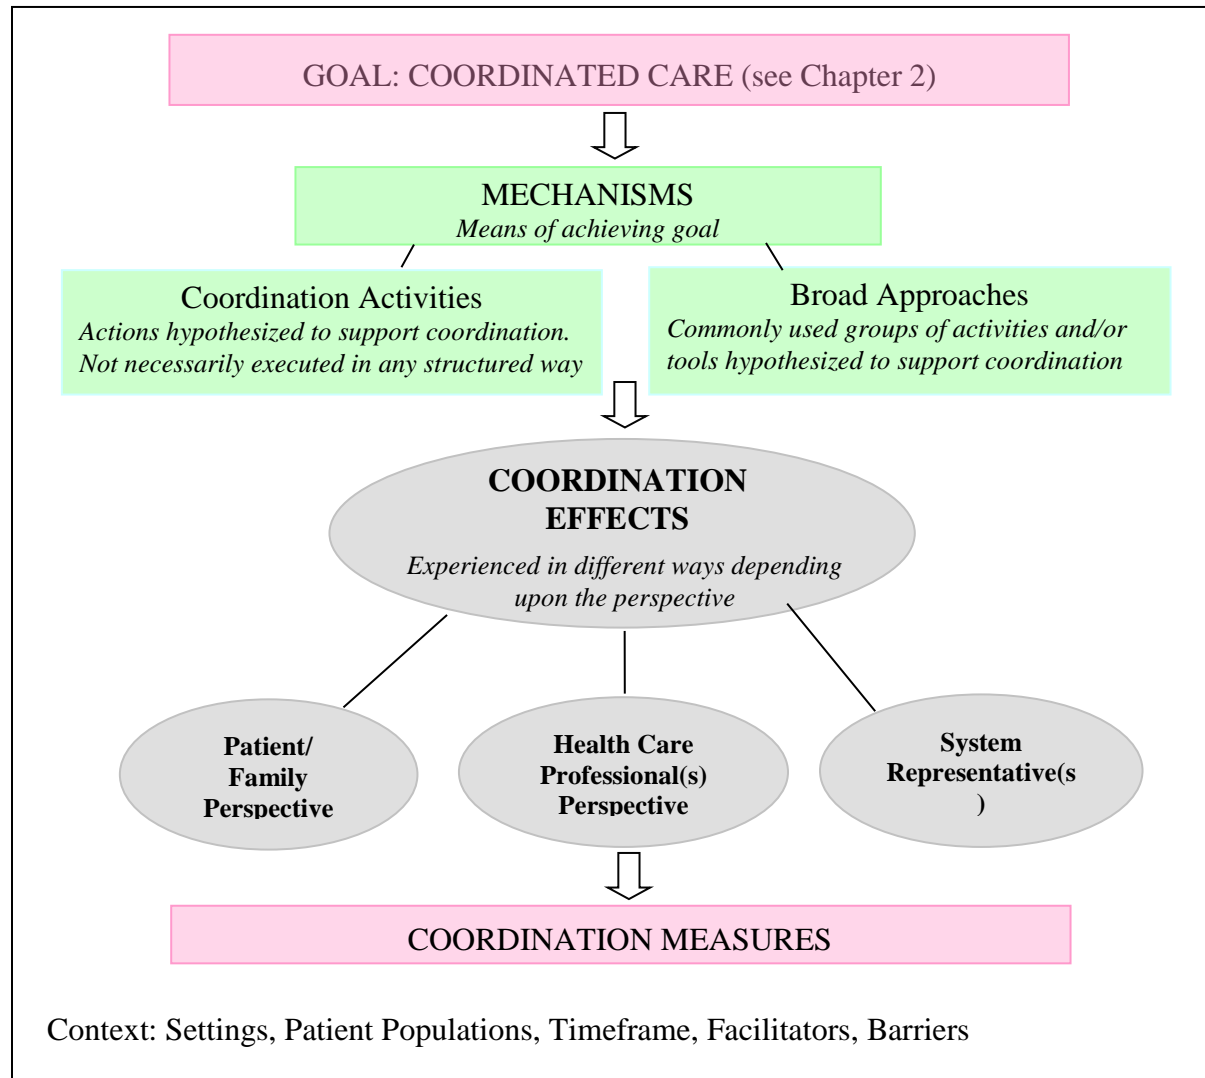 GOAL: COORDINATED CARE (see Chapter 2)
MECHANISMS
Means of achieving goal
Coordination Activities
Actions hypothesized to support coordination.
Not necessarily executed in any structured way
Broad Approaches
Commonly used groups of activities and/or
tools hypothesized to support coordination
COORDINATION
EFFECTS
Experienced in different ways depending
upon the perspective
Patient/
Family
Perspective
Health Care
Professional(s)
Perspective
System
Representative(s
)
COORDINATION MEASURES
Context: Settings, Patient Populations, Timeframe, Facilitators, Barriers